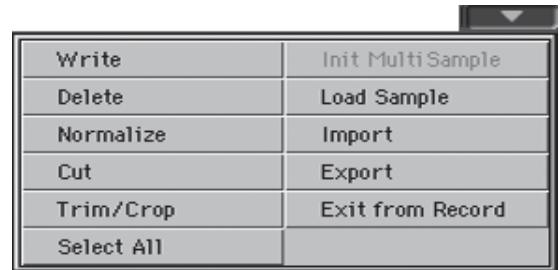 Write
Delete
Normalize
Cut
Trim/Crop
Select All
Init MultiSample
Load Sample
Import
Export
Exit from Record